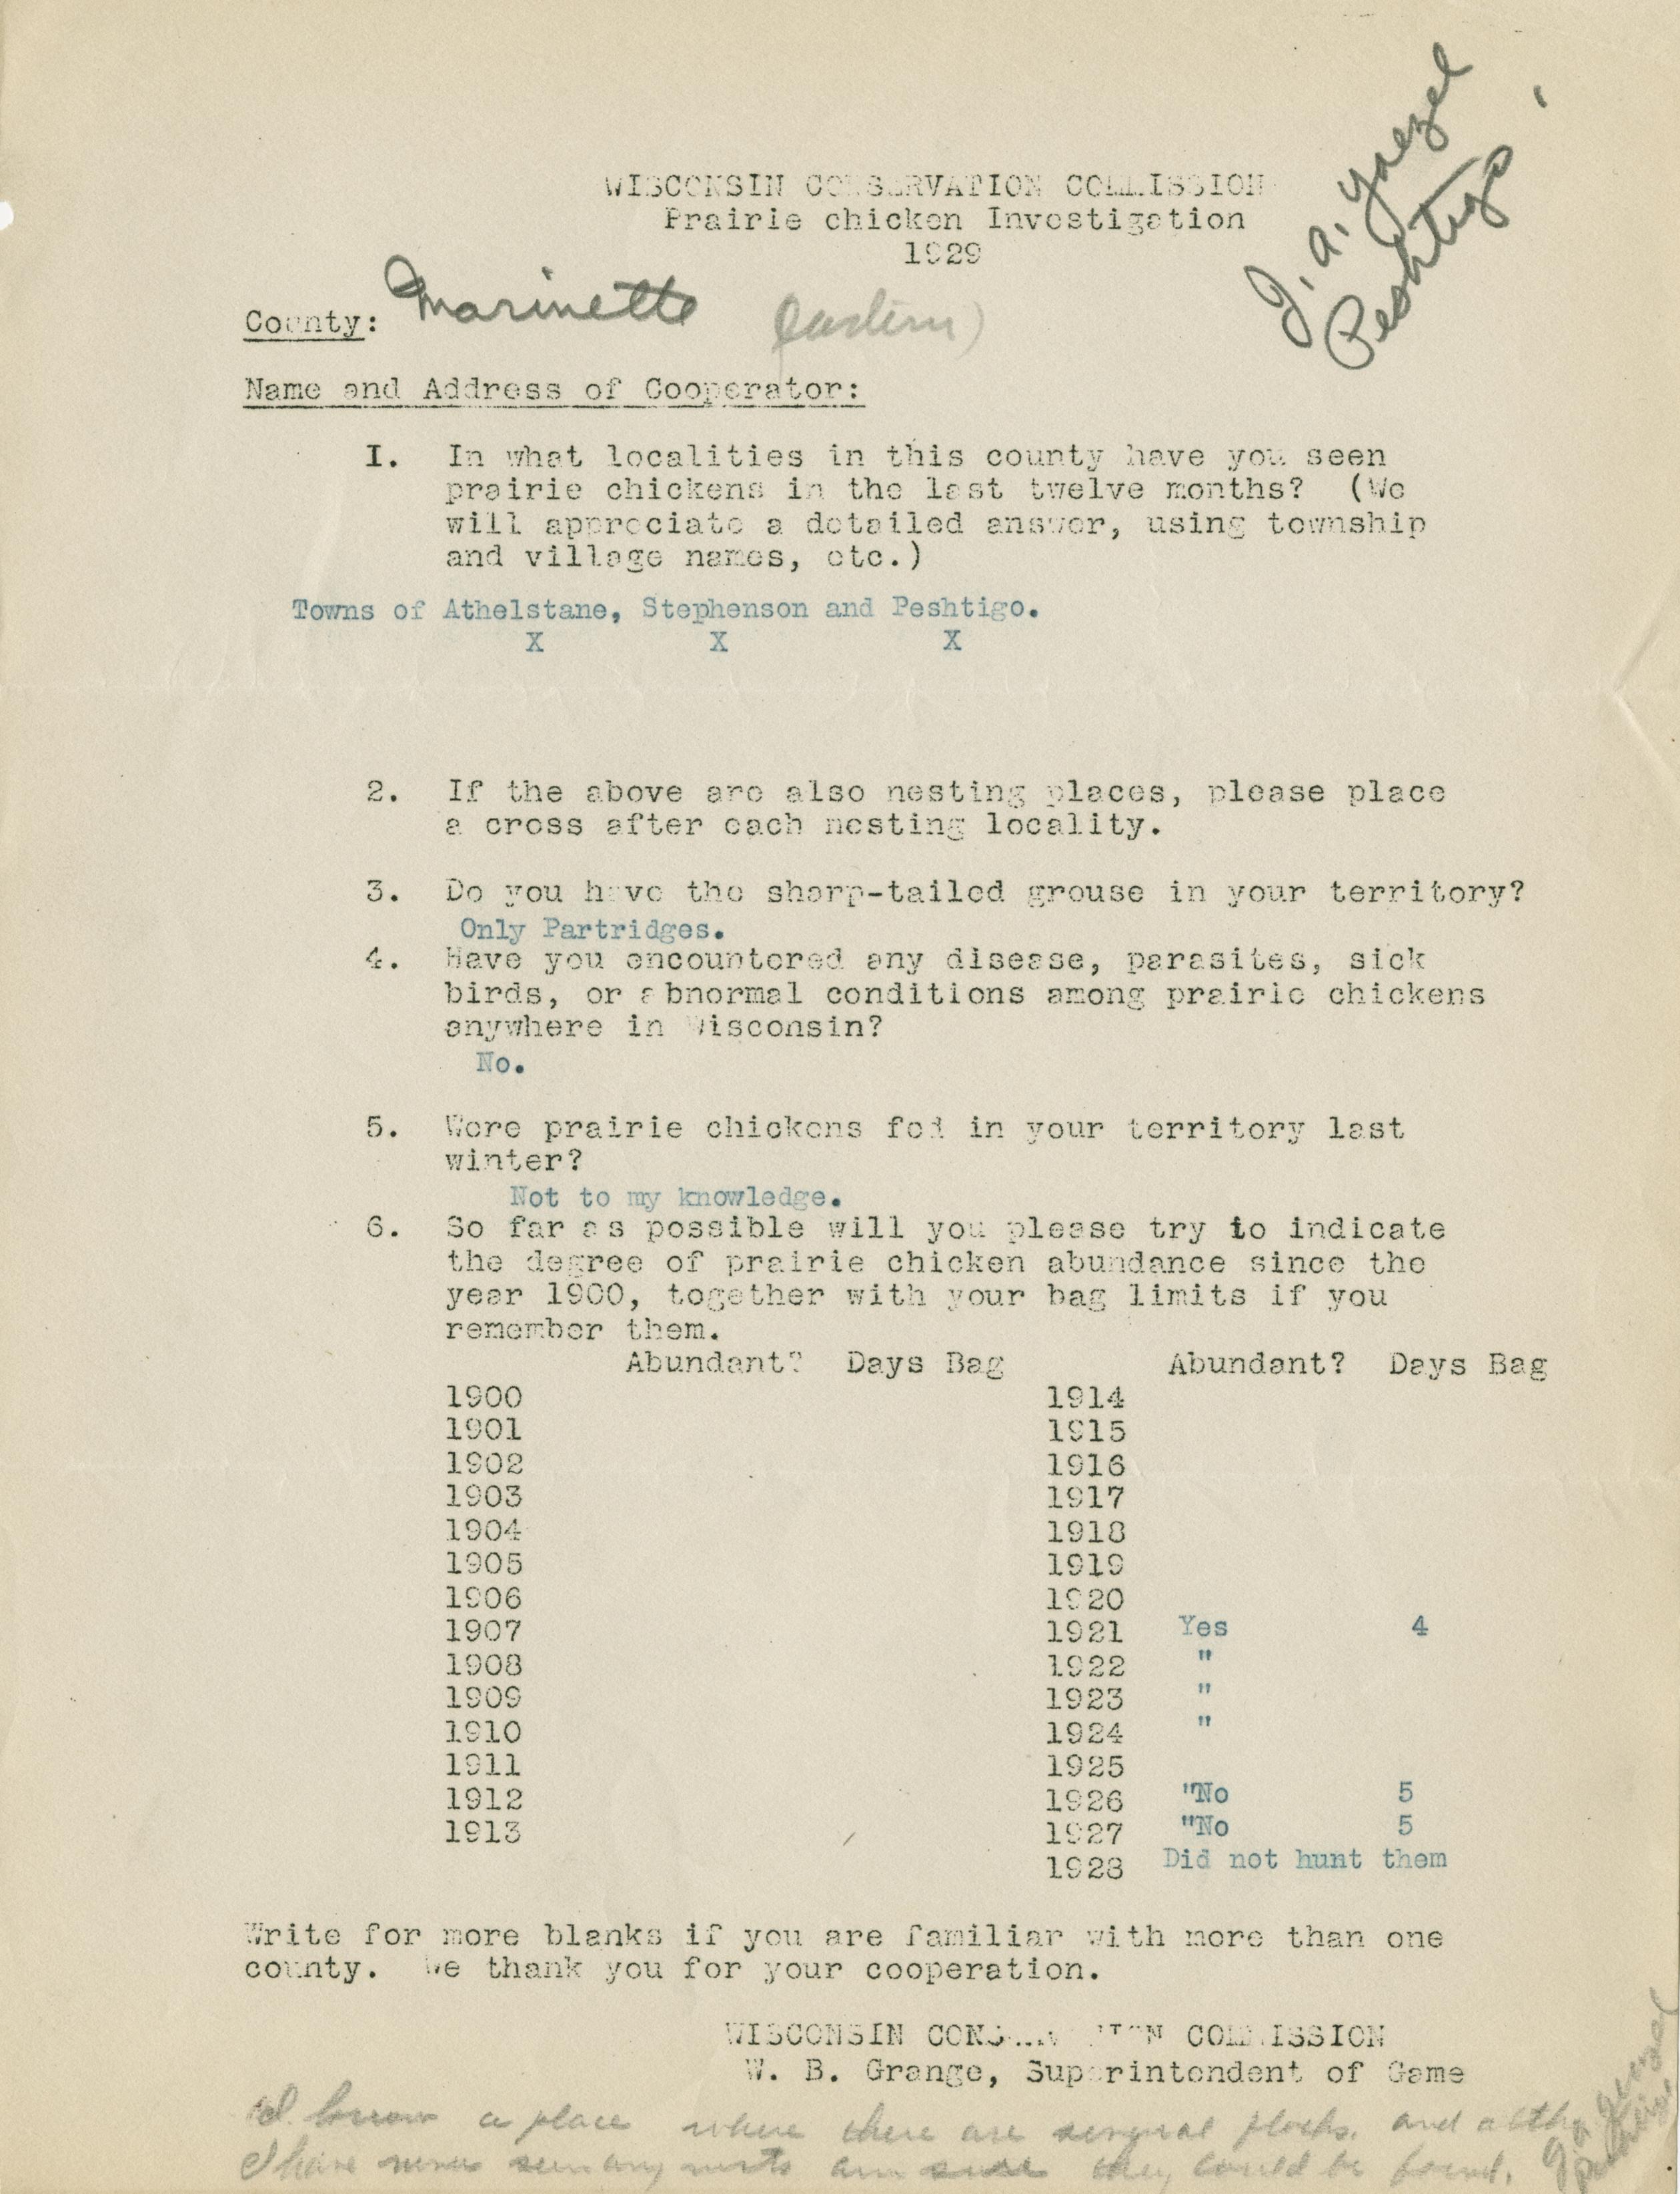 J. A. Ynezel
Peshtigo
WISCONSIN CONSERVATION COMMISSION
Prairie chicken Investigation
1929
County: Marinette (Eastern)
Name and Address of Cooperator:
I. In what localities in this county have you seen
prairie chickens in the last twelve months? (We
will appreciate a detailed answer, using township
and village names, etc.)
Towns of Athelstane, Stephenson and Peshtigo.
X X X
2. If the above are also nesting places, please place
a cross after each nesting locality.
3. Do you have the sharp-tailed grouse in your territory?
Only Partridges.
4. Have you encountered any disease, parasites, sick
birds, or abnormal conditions among prairie chickens
anywhere in Wisconsin?
No.
5. Were prairie chickens fed in your territory last
winter?
Not to my knowledge.
6. So far as possible will you please try to indicate
the degree of prairie chicken abundance since the
year 1900, together with your bag limits if you
remember them.
Abundant? Days Bag Abundant? Days Bag
1900 1914
1901 1915
1902 1916
1903 1917
1904 1918
1905 1919
1906 1920
1907 1921 Yes 4
1908 1922 "
1909 1923 "
1910 1924 "
1911 1925
1912 1926 "No 5
1913 1927 "No 5
1928 Did not hunt them
Write for more blanks if you are familiar with more than one
county. We thank you for your cooperation.
WISCONSIN CONSERVATION COMMISSION
W. B. Grange, Superintendent of Game
I know a place where there are several flocks, and altho
I have never seen any nests am sure they could be found.